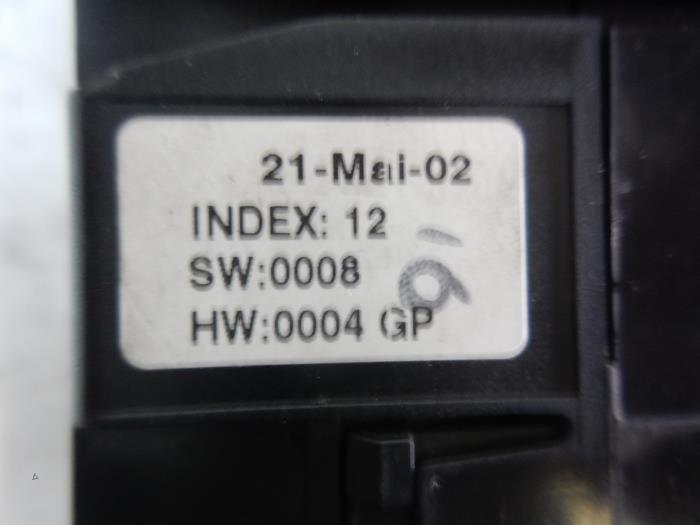 21-Mai-02
INDEX: 12
SW:0008
HW:0004 GP